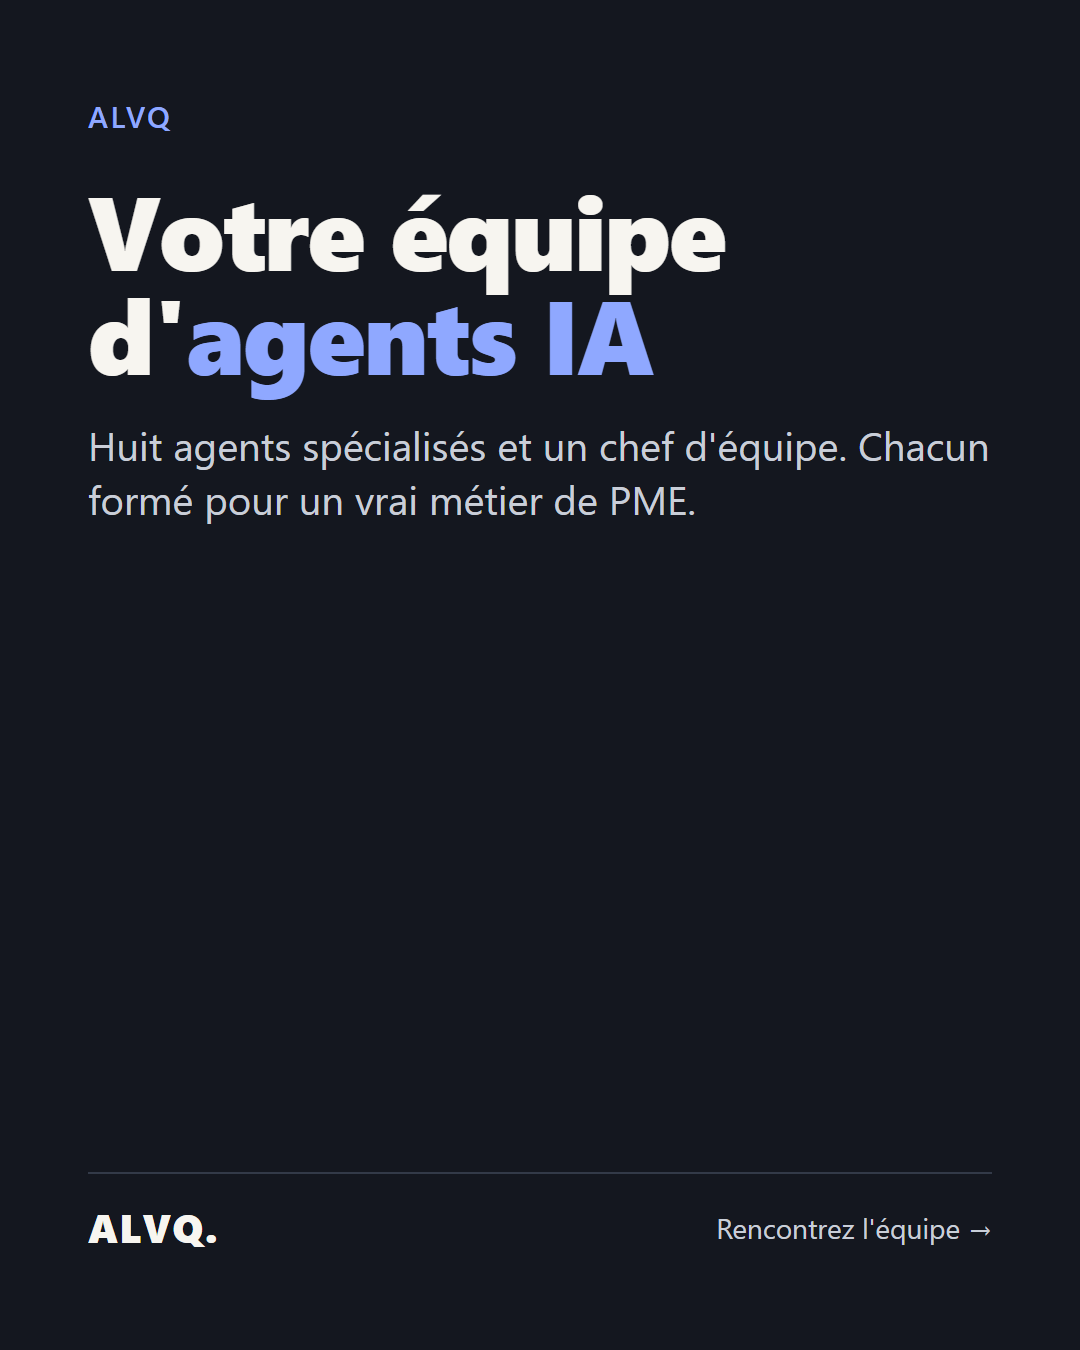 ALVQ
Votre équipe
d'agents IA
Huit agents spécialisés et un chef d'équipe. Chacun
formé pour un vrai métier de PME.
ALVQ.
Rencontrez l'équipe →